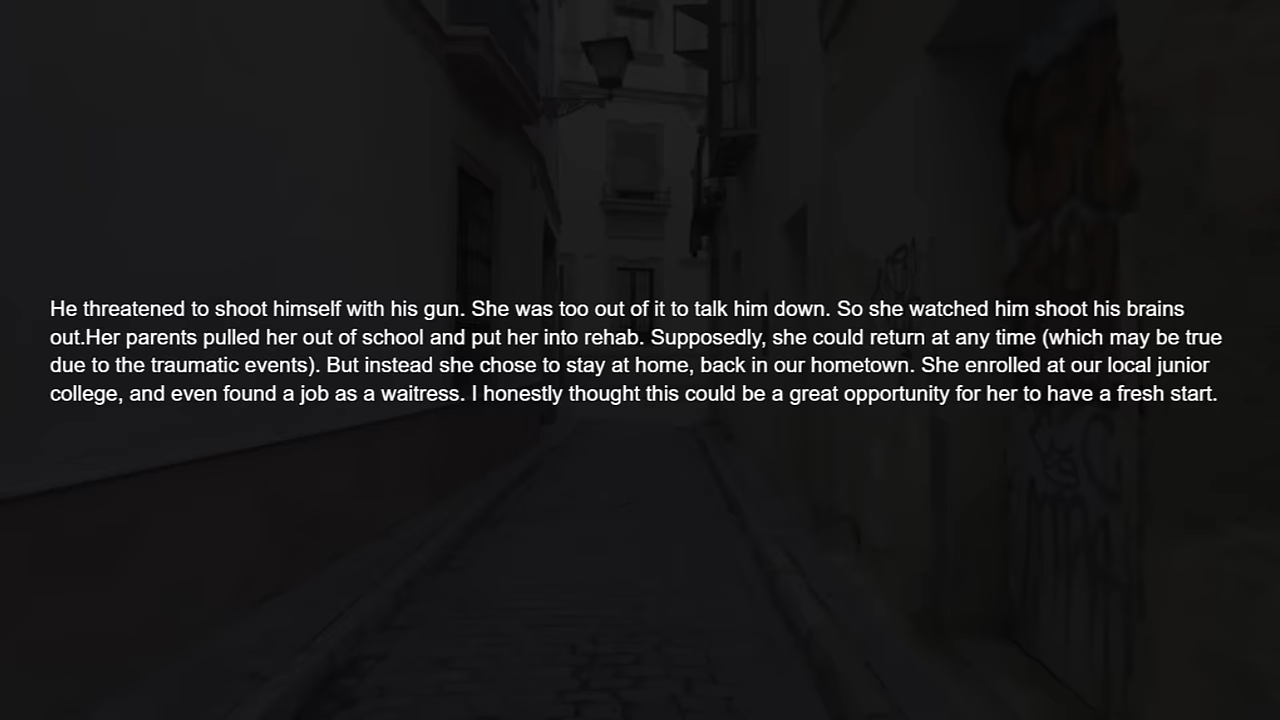 He threatened to shoot himself with his gun. She was too out of it to talk him down. So she watched him shoot his brains
out.Her parents pulled her out of school and put her into rehab. Supposedly, she could return at any time (which may be true
due to the traumatic events). But instead she chose to stay at home, back in our hometown. She enrolled at our local junior
college, and even found a job as a waitress. I honestly thought this could be a great opportunity for her to have a fresh start.